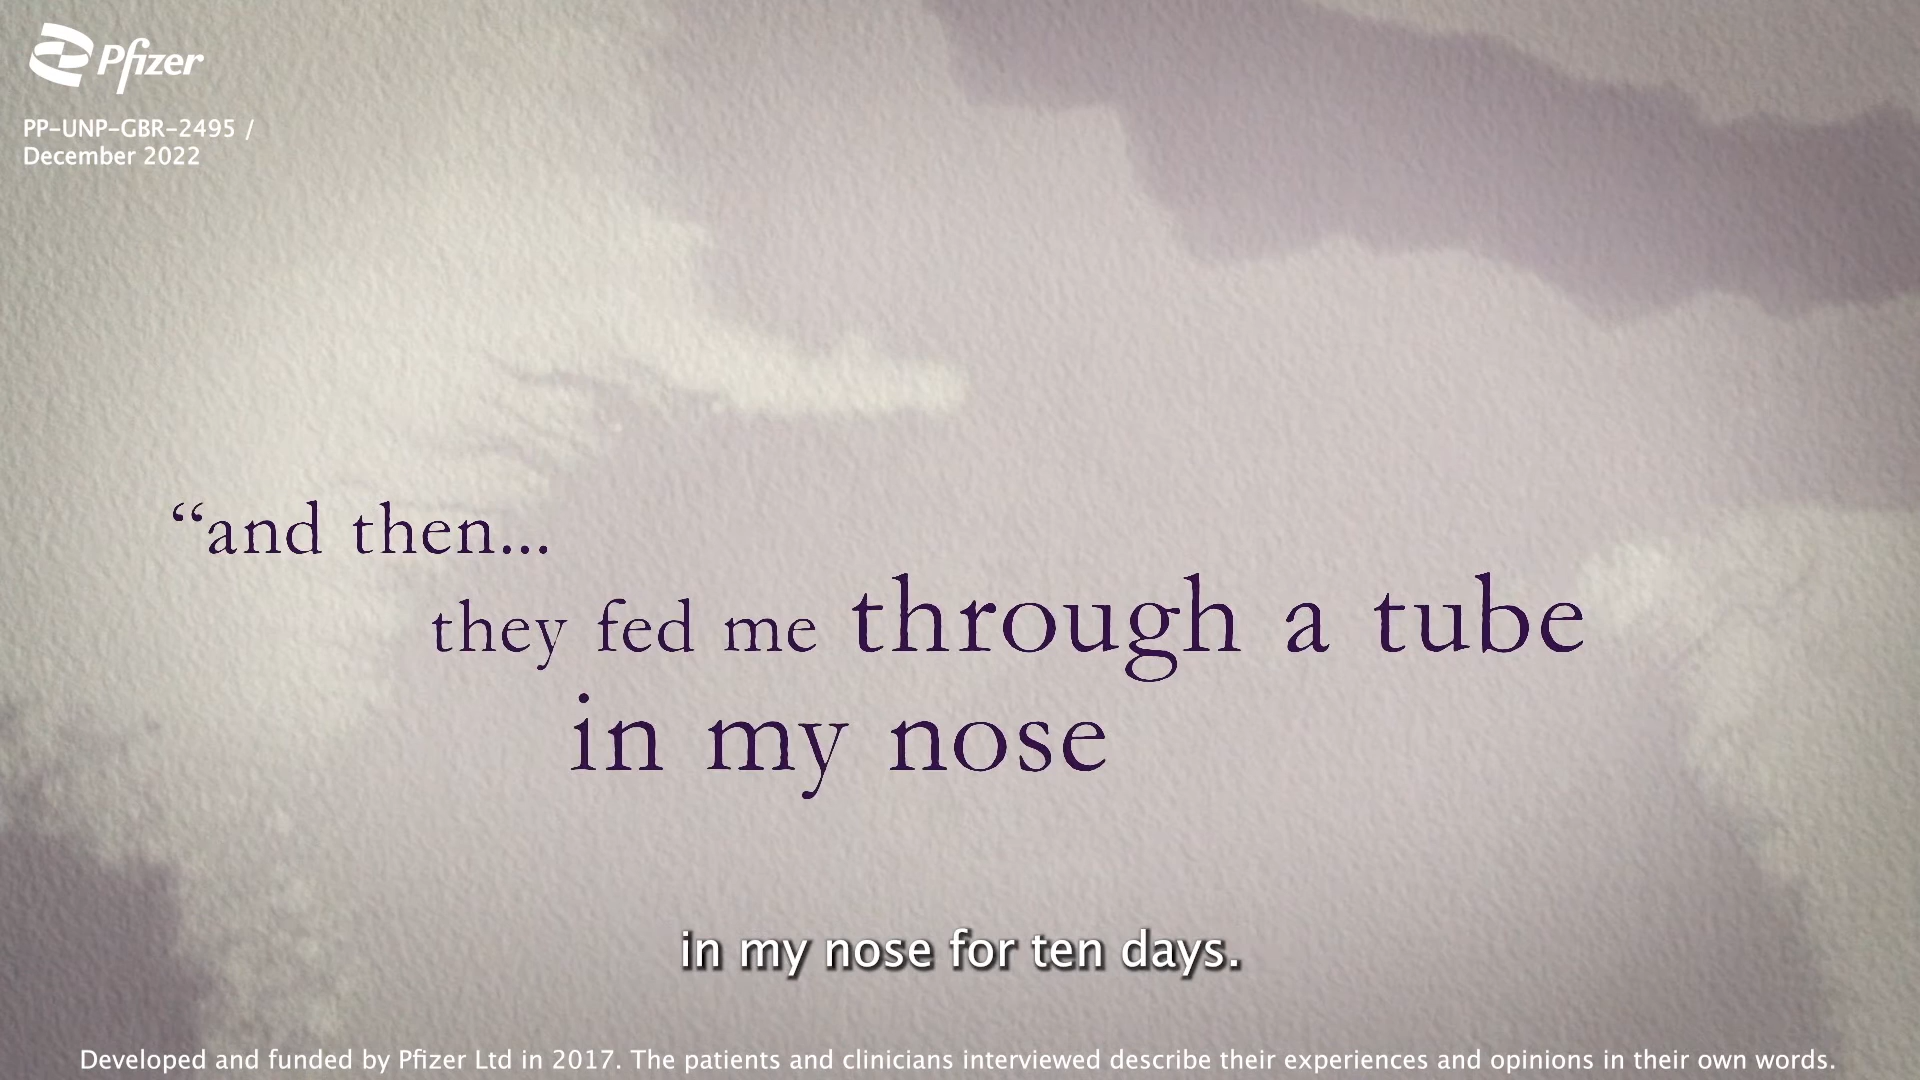 Pfizer
PP-UNP-GBR-2495 /
December 2022
“and then...
they fed me through a tube
in my nose
in my nose for ten days.
Developed and funded by Pfizer Ltd in 2017. The patients and clinicians interviewed describe their experiences and opinions in their own words.